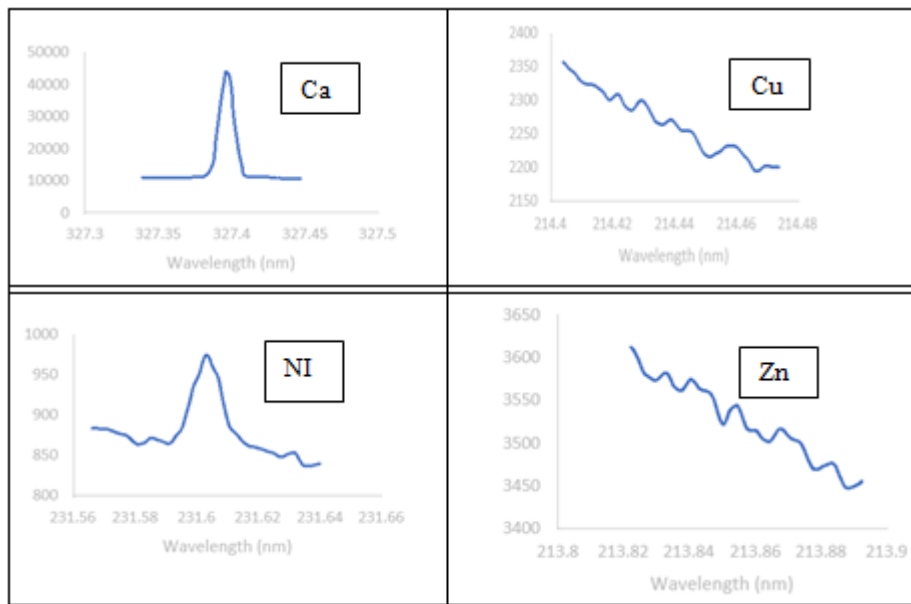 50000
40000
30000
20000
10000
0
Ca
327.3 327.35 327.4 327.45 327.5
Wavelength (nm)
2400
2350
2300
2250
2200
2150
Cu
214.4 214.42 214.44 214.46 214.48
Wavelength (nm)
1000
950
900
850
800
NI
231.56 231.58 231.6 231.62 231.64 231.66
Wavelength (nm)
3650
3600
3550
3500
3450
3400
Zn
213.8 213.82 213.84 213.86 213.88 213.9
Wavelength (nm)